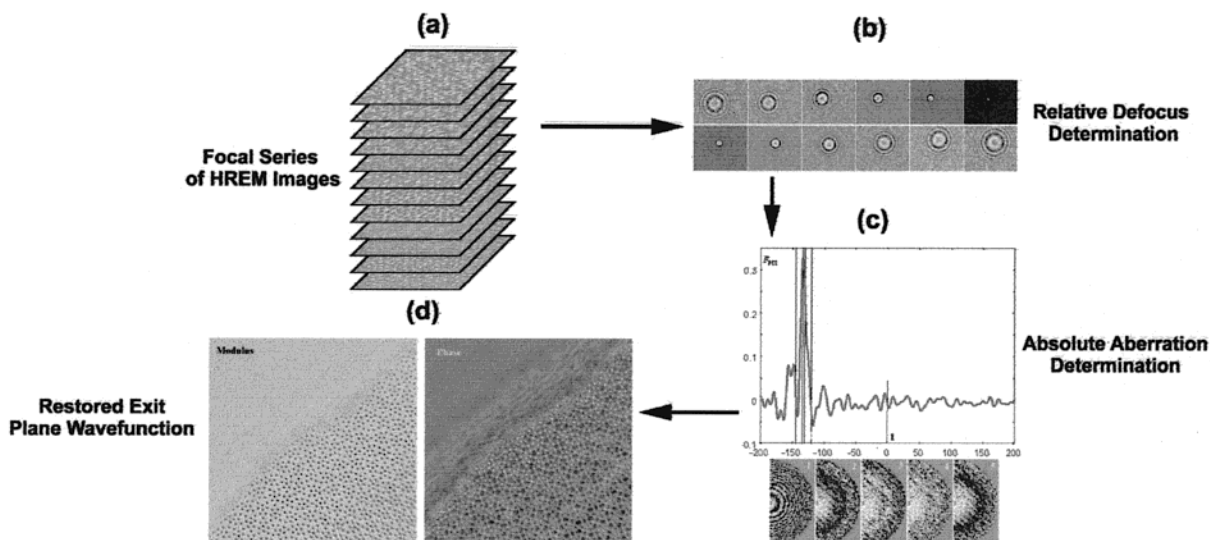 (a)
Focal Series
of HREM Images
(b)
Relative Defocus
Determination
(c)
0.3
0.2
0.1
0
0.1
-200 -150 -100 -50 0 50 100 150 200
1
Absolute Aberration
Determination
(d)
Modulus
Phase
Restored Exit
Plane Wavefunction